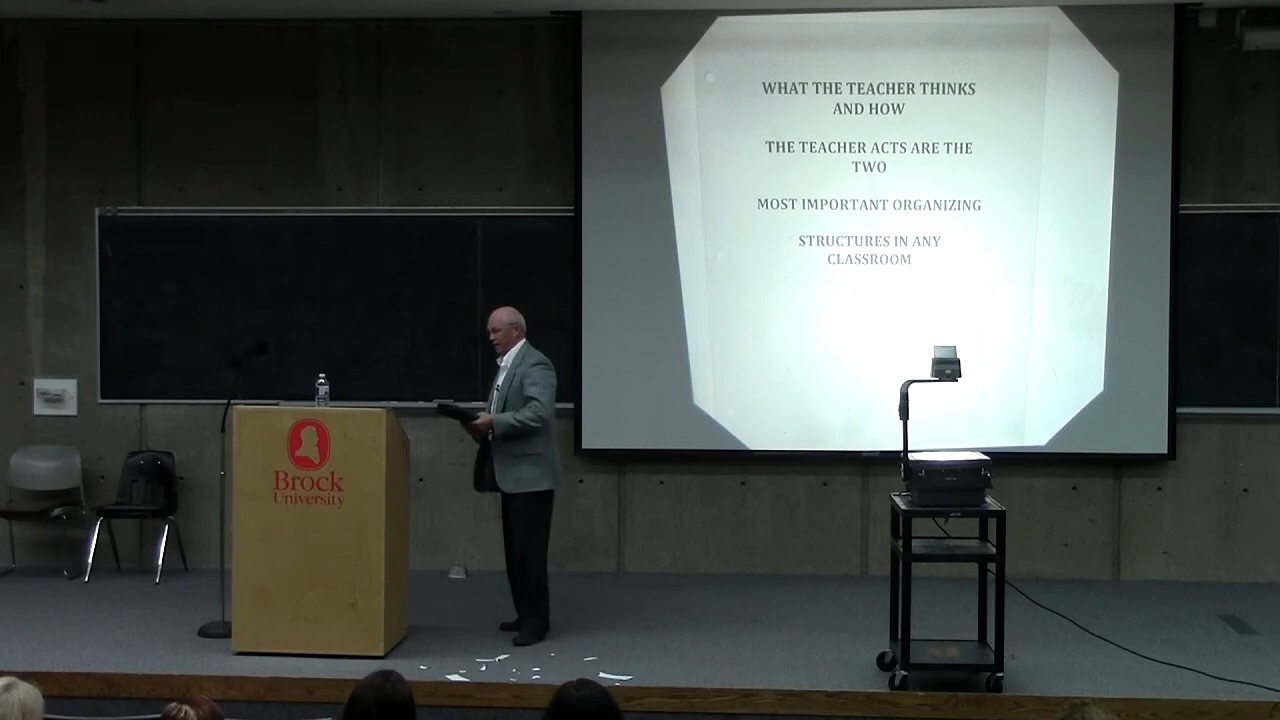 WHAT THE TEACHER THINKS
AND HOW
THE TEACHER ACTS ARE THE
TWO
MOST IMPORTANT ORGANIZING
STRUCTURES IN ANY
CLASSROOM
Brock
University